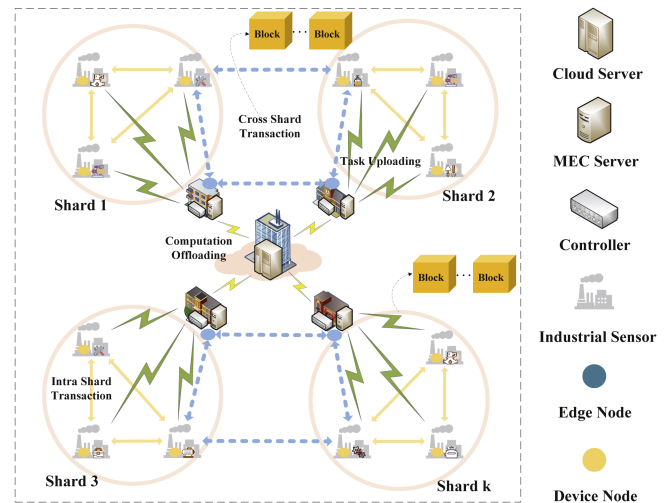 Block
Block
Cross Shard
Transaction
Task Uploading
Shard 1
Shard 2
Computation
Offloading
Block
Block
Intra Shard
Transaction
Shard 3
Shard k
Cloud Server
MEC Server
Controller
Industrial Sensor
Edge Node
Device Node